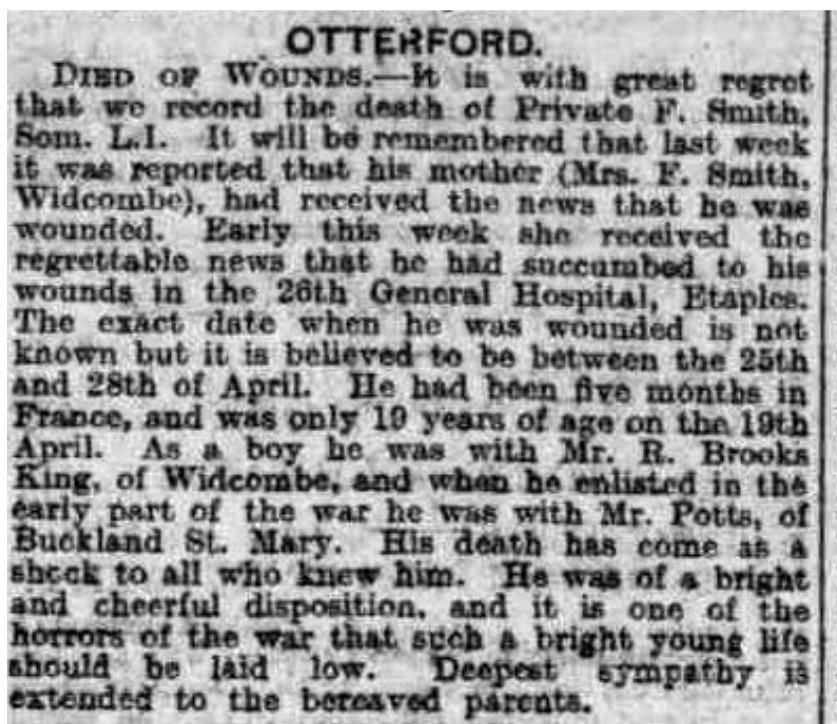 OTTERFORD.
DIED OF WOUNDS.—It is with great regret
that we record the death of Private F. Smith,
Som. L.I. It will be remembered that last week
it was reported that his mother (Mrs. F. Smith,
Widcombe), had received the news that he was
wounded. Early this week she received the
regrettable news that he had succumbed to his
wounds in the 26th General Hospital, Etaples.
The exact date when he was wounded is not
known but it is believed to be between the 25th
and 28th of April. He had been five months in
France, and was only 19 years of age on the 19th
April. As a boy he was with Mr. R. Brooks
King, of Widcombe, and when he enlisted in the
early part of the war he was with Mr. Potts, of
Buckland St. Mary. His death has come as a
shock to all who knew him. He was of a bright
and cheerful disposition, and it is one of the
horrors of the war that such a bright young life
should be laid low. Deepest sympathy is
extended to the bereaved parents.